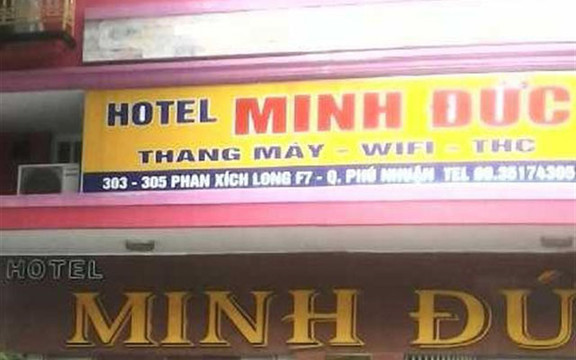 HOTEL MINH ĐỨC
THANG MÁY - WIFI - THC
303 - 305 PHAN XÍCH LONG F7 - Q. PHÚ NHUẬN TEL 09.35174305
HOTEL
MINH ĐỨ